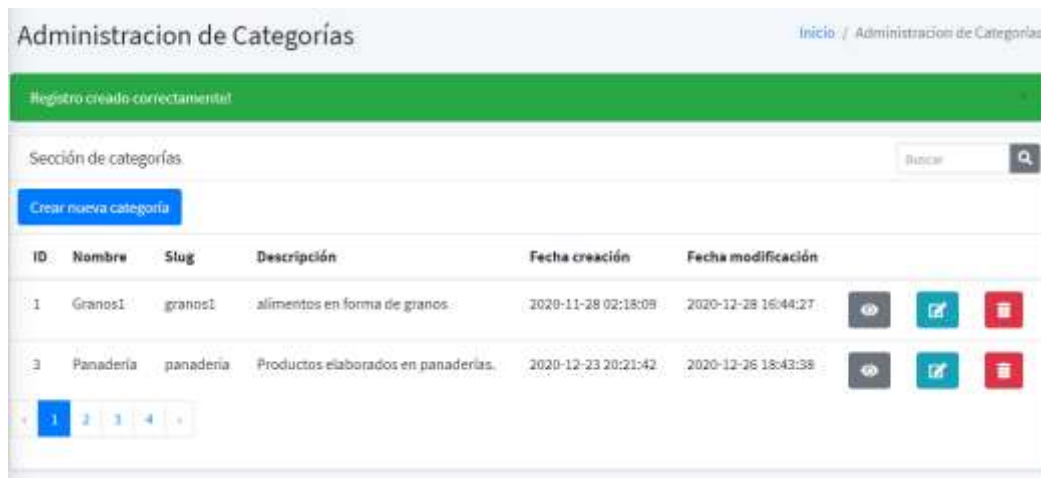 Administracion de Categorías
Inicio / Administracion de Categorías
Registro creado correctamente!
Sección de categorías
Buscar
Crear nueva categoría
ID Nombre Slug Descripción Fecha creación Fecha modificación
1 Granos1 granos1 alimentos en forma de granos 2020-11-28 02:18:09 2020-12-28 16:44:27
3 Panadería panaderia Productos elaborados en panaderías. 2020-12-23 20:21:42 2020-12-26 18:43:38
‹ 1 2 3 4 ›